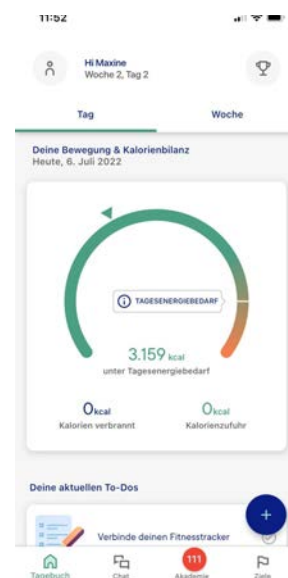 11:52
Hi Maxine
Woche 2, Tag 2
Tag
Woche
Deine Bewegung & Kalorienbilanz
Heute, 6. Juli 2022
TAGESENERGIEBEDARF
3.159 kcal
unter Tagesenergiebedarf
0kcal
Kalorien verbrannt
0kcal
Kalorienzufuhr
Deine aktuellen To-Dos
Verbinde deinen Fitnesstracker
111
Tagebuch
Chat
Akademie
Ziele